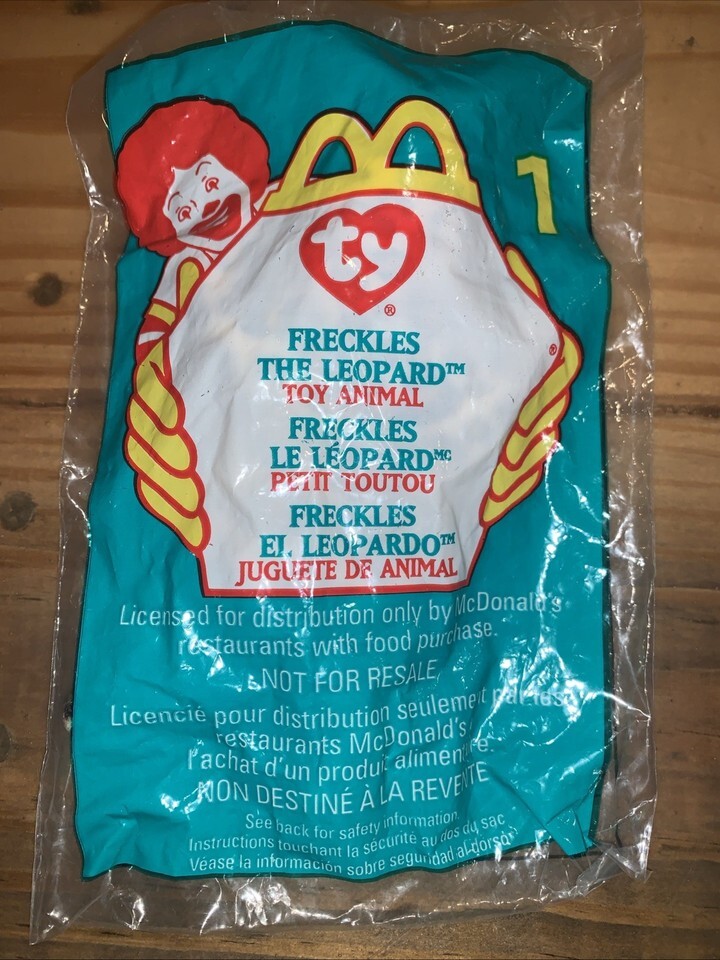 1
ty
®
FRECKLES
THE LEOPARD™
TOY ANIMAL
®
FRECKLES
LE LÉOPARDᴹᶜ
PETIT TOUTOU
FRECKLES
EL LEOPARDO™
JUGUETE DE ANIMAL
Licensed for distribution only by McDonald's
restaurants with food purchase.
NOT FOR RESALE
Licencié pour distribution seulement par les
restaurants McDonald's
l'achat d'un produit alimentaire.
NON DESTINÉ À LA REVENTE
See back for safety information.
Instructions touchant la sécurité au dos du sac
Véase la información sobre seguridad al dorso